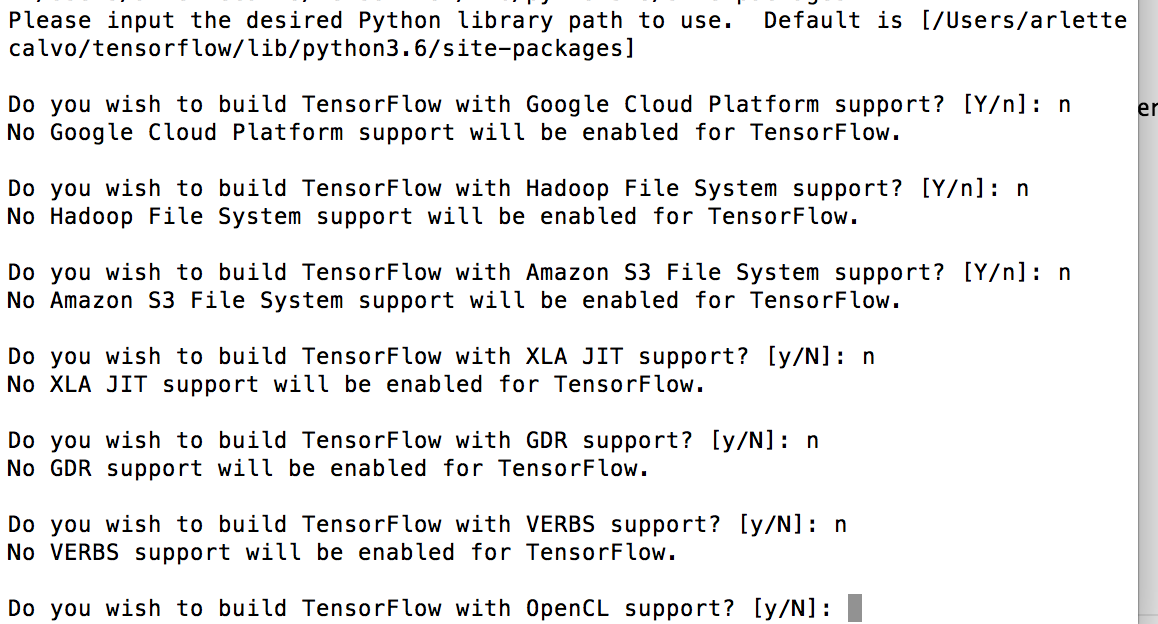 Please input the desired Python library path to use.  Default is [/Users/arlette
calvo/tensorflow/lib/python3.6/site-packages]
Do you wish to build TensorFlow with Google Cloud Platform support? [Y/n]: n
er
No Google Cloud Platform support will be enabled for TensorFlow.
Do you wish to build TensorFlow with Hadoop File System support? [Y/n]: n
No Hadoop File System support will be enabled for TensorFlow.
Do you wish to build TensorFlow with Amazon S3 File System support? [Y/n]: n
No Amazon S3 File System support will be enabled for TensorFlow.
Do you wish to build TensorFlow with XLA JIT support? [y/N]: n
No XLA JIT support will be enabled for TensorFlow.
Do you wish to build TensorFlow with GDR support? [y/N]: n
No GDR support will be enabled for TensorFlow.
Do you wish to build TensorFlow with VERBS support? [y/N]: n
No VERBS support will be enabled for TensorFlow.
Do you wish to build TensorFlow with OpenCL support? [y/N]: